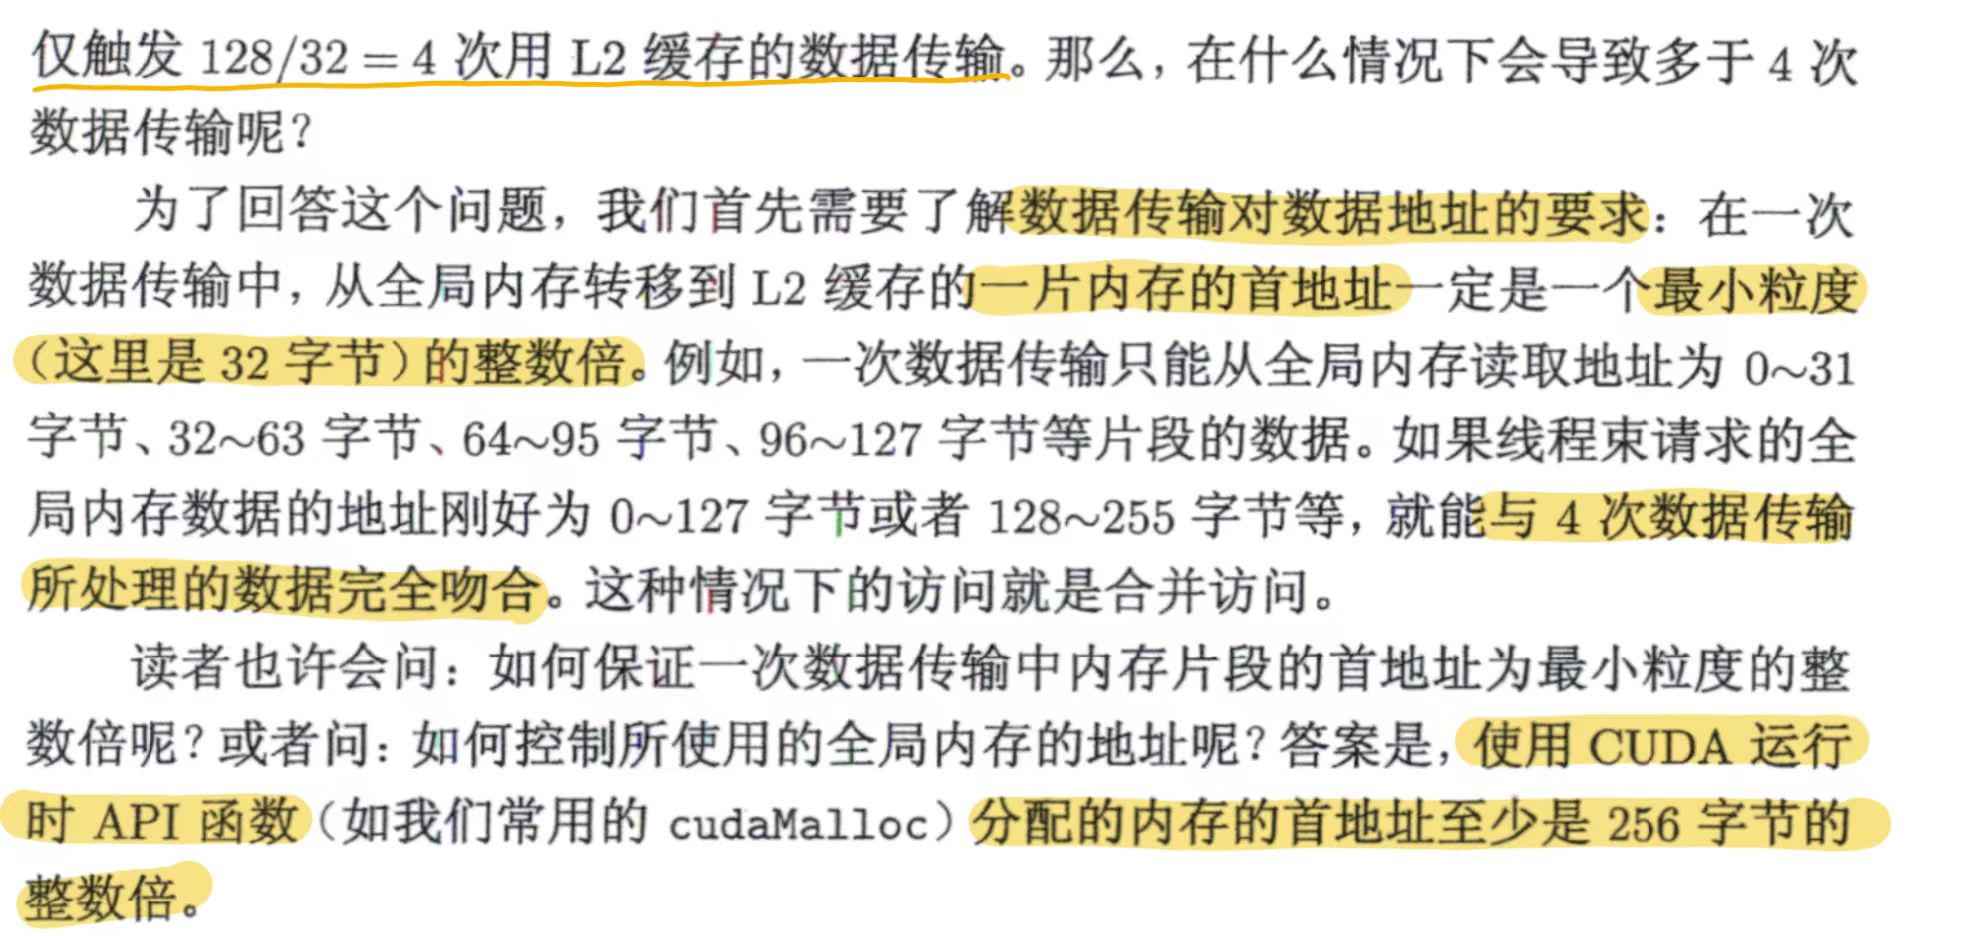 仅触发 128/32 = 4 次用 L2 缓存的数据传输。那么，在什么情况下会导致多于 4 次
数据传输呢？
为了回答这个问题，我们首先需要了解数据传输对数据地址的要求：在一次
数据传输中，从全局内存转移到 L2 缓存的一片内存的首地址一定是一个最小粒度
（这里是 32 字节）的整数倍。例如，一次数据传输只能从全局内存读取地址为 0~31
字节、32~63 字节、64~95 字节、96~127 字节等片段的数据。如果线程束请求的全
局内存数据的地址刚好为 0~127 字节或者 128~255 字节等，就能与 4 次数据传输
所处理的数据完全吻合。这种情况下的访问就是合并访问。
读者也许会问：如何保证一次数据传输中内存片段的首地址为最小粒度的整
数倍呢？或者问：如何控制所使用的全局内存的地址呢？答案是，使用 CUDA 运行
时 API 函数（如我们常用的 cudaMalloc）分配的内存的首地址至少是 256 字节的
整数倍。